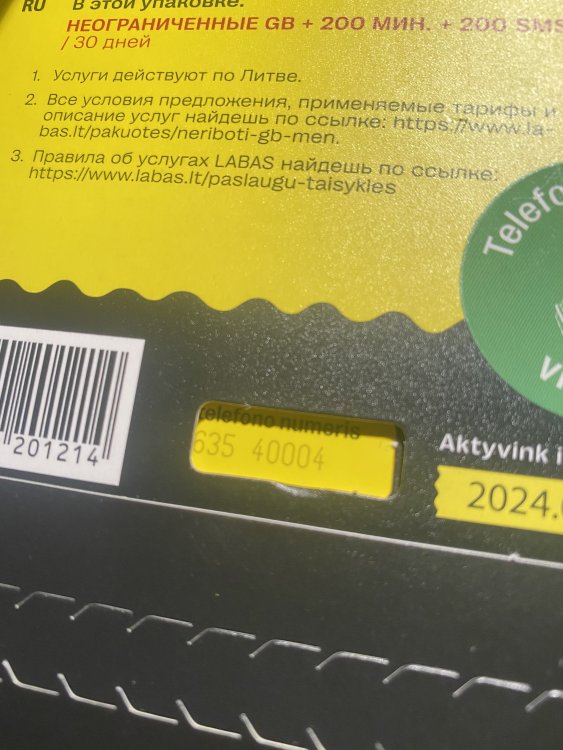 RU В этой упаковке:
НЕОГРАНИЧЕННЫЕ GB + 200 МИН. + 200 SMS
/ 30 дней
1. Услуги действуют по Литве.
2. Все условия предложения, применяемые тарифы и
описание услуг найдешь по ссылке: https://www.la-
bas.lt/pakuotes/neriboti-gb-men.
3. Правила об услугах LABAS найдешь по ссылке:
https://www.labas.lt/paslaugu-taisykles
Telefo
VI
201214
telefono numeris
635 40004
Aktyvink i
2024.